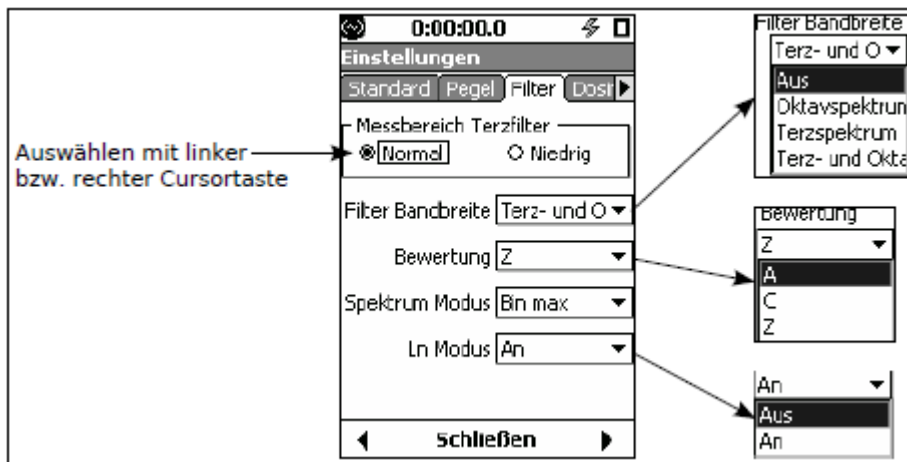 0:00:00.0
Einstellungen
Standard Pegel Filter Dosr
Messbereich Terzfilter
Normal Niedrig
Auswählen mit linker
bzw. rechter Cursortaste
Filter Bandbreite Terz- und O
Bewertung Z
Spektrum Modus Bin max
Ln Modus An
Schließen
Filter Bandbreite
Terz- und O
Aus
Oktavspektrun
Terzspektrum
Terz- und Okta
Bewertung
Z
A
C
Z
An
Aus
An